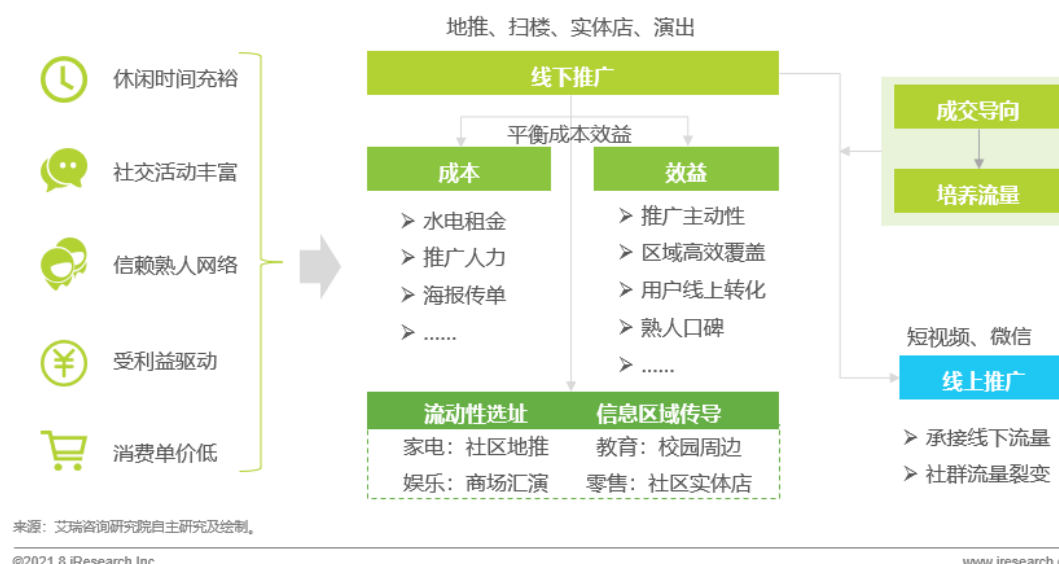 地推、扫楼、实体店、演出
线下推广
休闲时间充裕
社交活动丰富
信赖熟人网络
受利益驱动
消费单价低
平衡成本效益
成本
➢ 水电租金
➢ 推广人力
➢ 海报传单
➢ ......
效益
➢ 推广主动性
➢ 区域高效覆盖
➢ 用户线上转化
➢ 熟人口碑
➢ ......
流动性选址 信息区域传导
家电：社区地推 教育：校园周边
娱乐：商场汇演 零售：社区实体店
成交导向
培养流量
短视频、微信
线上推广
➢ 承接线下流量
➢ 社群流量裂变
来源：艾瑞咨询研究院自主研究及绘制。
©2021.8 iResearch Inc
www.iresearch.